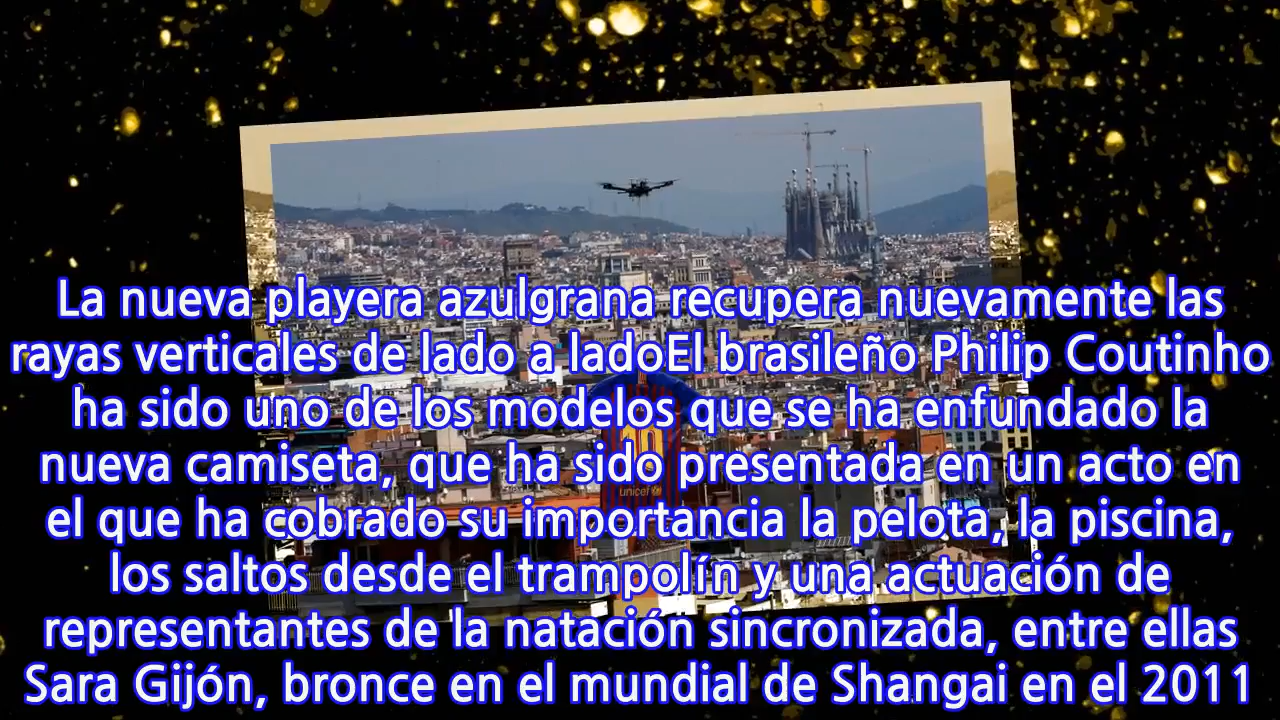 La nueva playera azulgrana recupera nuevamente las
rayas verticales de lado a ladoEl brasileño Philip Coutinho
ha sido uno de los modelos que se ha enfundado la
nueva camiseta, que ha sido presentada en un acto en
el que ha cobrado su importancia la pelota, la piscina,
los saltos desde el trampolín y una actuación de
representantes de la natación sincronizada, entre ellas
Sara Gijón, bronce en el mundial de Shangai en el 2011
unicef